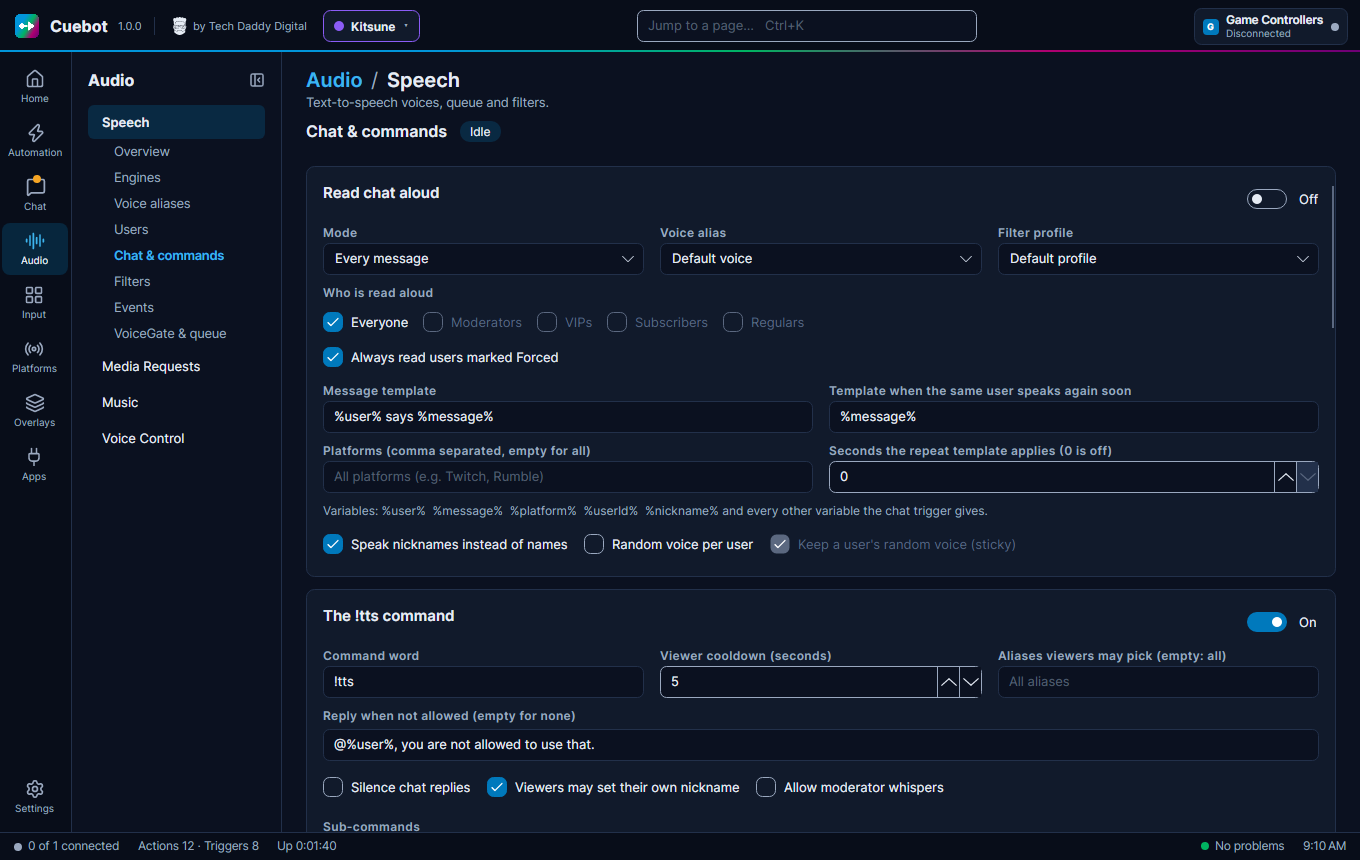 Cuebot 1.0.0 by Tech Daddy Digital Kitsune Jump to a page... Ctrl+K G Game Controllers
Disconnected
Home
Automation
Chat
Audio
Input
Platforms
Overlays
Apps
Settings
Audio
Speech
Overview
Engines
Voice aliases
Users
Chat & commands
Filters
Events
VoiceGate & queue
Media Requests
Music
Voice Control
Audio / Speech
Text-to-speech voices, queue and filters.
Chat & commands Idle
Read chat aloud Off
Mode Voice alias Filter profile
Every message Default voice Default profile
Who is read aloud
Everyone Moderators VIPs Subscribers Regulars
Always read users marked Forced
Message template Template when the same user speaks again soon
%user% says %message% %message%
Platforms (comma separated, empty for all) Seconds the repeat template applies (0 is off)
All platforms (e.g. Twitch, Rumble) 0
Variables: %user% %message% %platform% %userId% %nickname% and every other variable the chat trigger gives.
Speak nicknames instead of names Random voice per user Keep a user's random voice (sticky)
The !tts command On
Command word Viewer cooldown (seconds) Aliases viewers may pick (empty: all)
!tts 5 All aliases
Reply when not allowed (empty for none)
@%user%, you are not allowed to use that.
Silence chat replies Viewers may set their own nickname Allow moderator whispers
Sub-commands
0 of 1 connected Actions 12 · Triggers 8 Up 0:01:40 No problems 9:10 AM